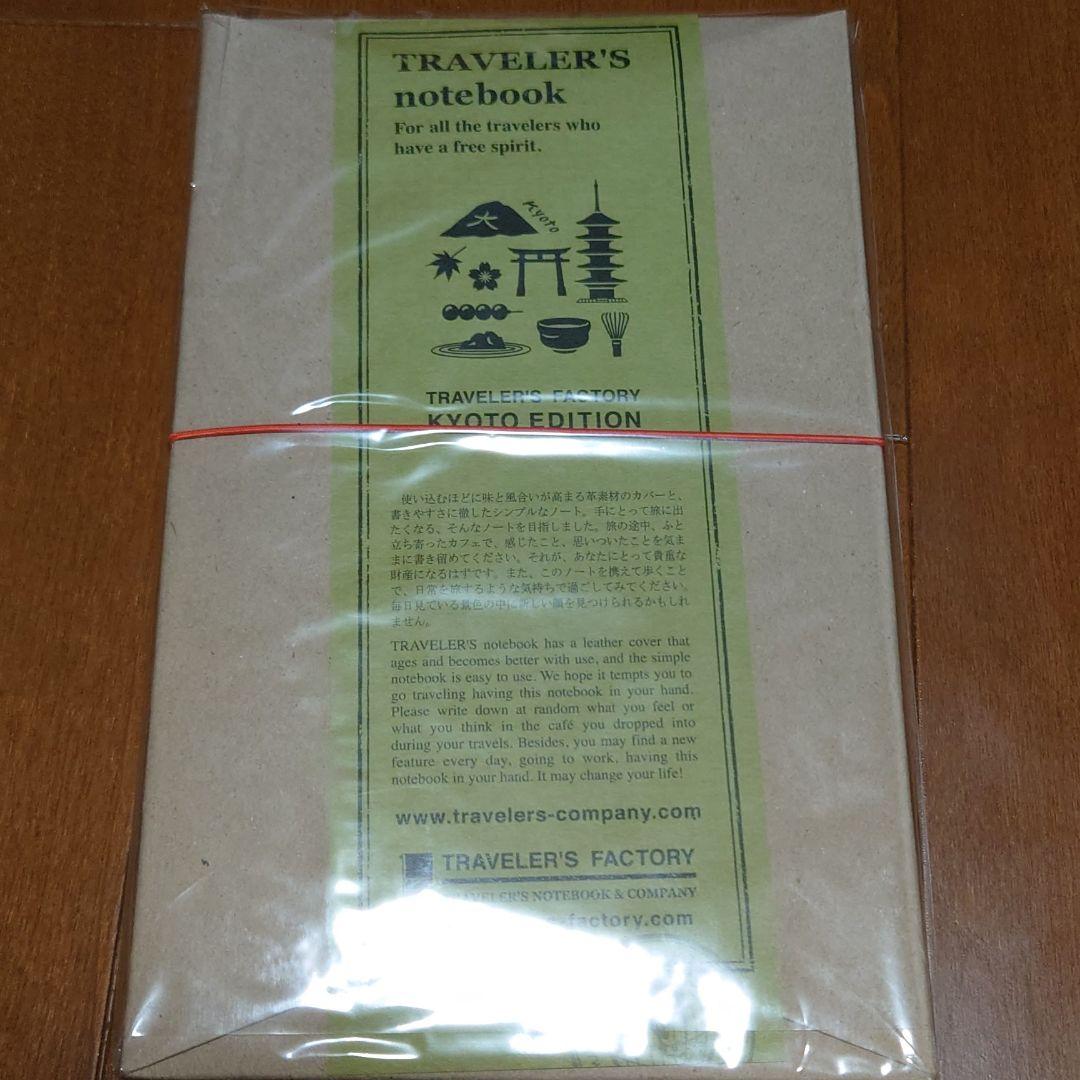 TRAVELER'S
notebook
For all the travelers who
have a free spirit.
Kyoto
大
TRAVELER'S FACTORY
KYOTO EDITION
使い込むほどに味と風合いが高まる革素材のカバーと、
書きやすさに徹したシンプルなノート。手にとって旅に出
たくなる、そんなノートを目指しました。旅の途中、ふと
立ち寄ったカフェで、感じたこと、思いついたことを気ま
まに書き留めてください。それが、あなたにとって貴重な
財産になるはずです。また、このノートを携えて歩くこと
で、日常を旅するような気持ちで過ごしてみてください。
毎日見ている景色の中に新しい顔を見つけられるかもしれ
ません。
TRAVELER'S notebook has a leather cover that
ages and becomes better with use, and the simple
notebook is easy to use. We hope it tempts you to
go traveling having this notebook in your hand.
Please write down at random what you feel or
what you think in the café you dropped into
during your travels. Besides, you may find a new
feature every day, going to work, having this
notebook in your hand. It may change your life!
www.travelers-company.com
TRAVELER'S FACTORY
TRAVELER'S NOTEBOOK & COMPANY
-factory.com